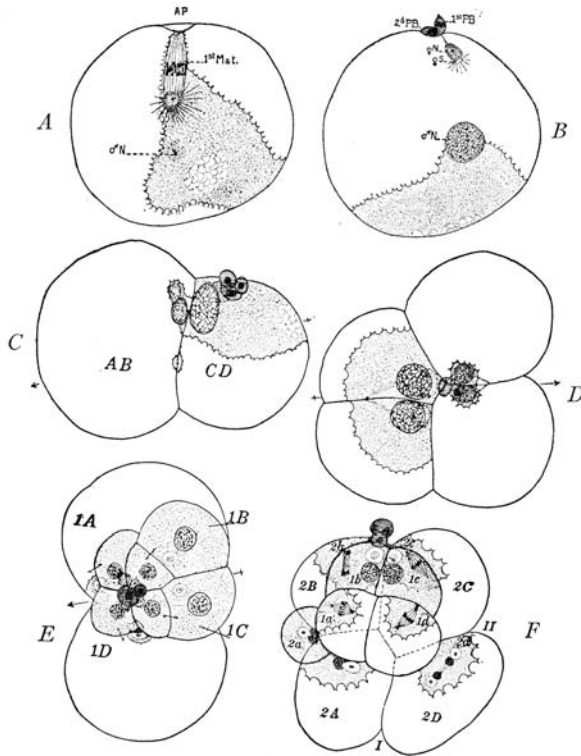 AP
1st Mat.
A
♂N
2d PB.
1st PB
♀N.
♀S.
♂N.
B
C
AB
CD
D
1A
1B
E
1D
1C
2B
1b
1c
2C
1a
1d
2a
II
F
2A
2D
I